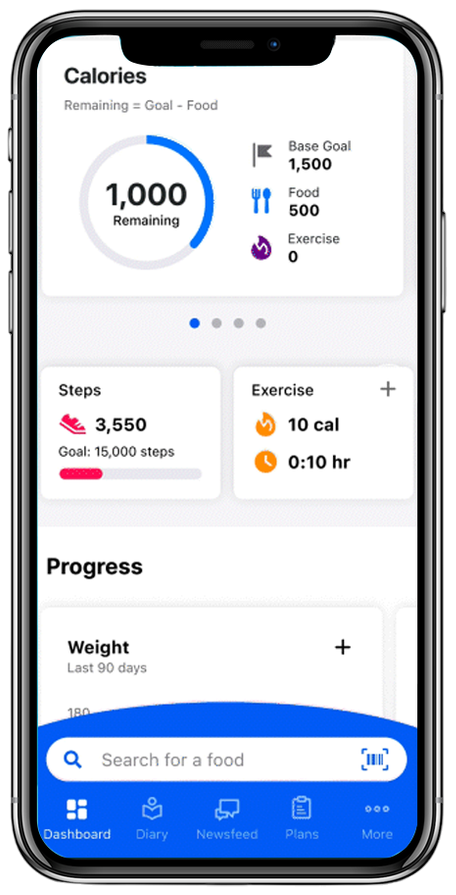 Calories
Remaining = Goal - Food
1,000
Remaining
Base Goal
1,500
Food
500
Exercise
0
Steps
3,550
Goal: 15,000 steps
Exercise
10 cal
0:10 hr
Progress
Weight
Last 90 days
180
Search for a food
Dashboard
Diary
Newsfeed
Plans
More